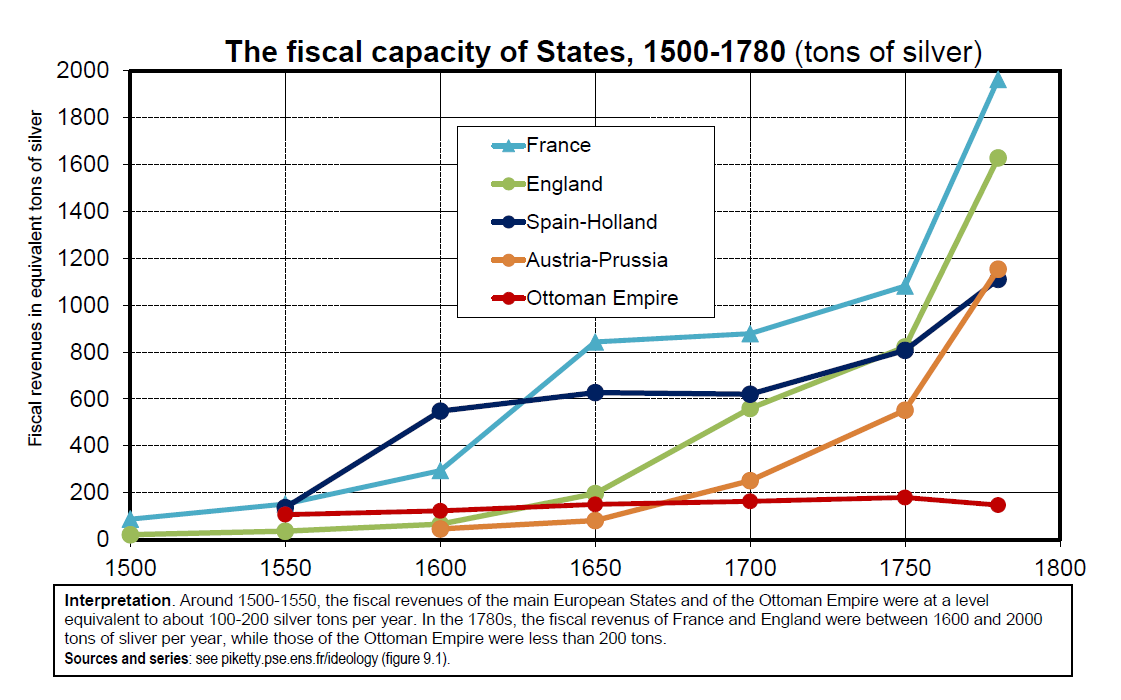 The fiscal capacity of States, 1500-1780 (tons of silver)
Fiscal revenues in equivalent tons of silver
2000
1800
1600
1400
1200
1000
800
600
400
200
0
France
England
Spain-Holland
Austria-Prussia
Ottoman Empire
1500 1550 1600 1650 1700 1750 1800
Interpretation. Around 1500-1550, the fiscal revenues of the main European States and of the Ottoman Empire were at a level
equivalent to about 100-200 silver tons per year. In the 1780s, the fiscal revenus of France and England were between 1600 and 2000
tons of sliver per year, while those of the Ottoman Empire were less than 200 tons.
Sources and series: see piketty.pse.ens.fr/ideology (figure 9.1).